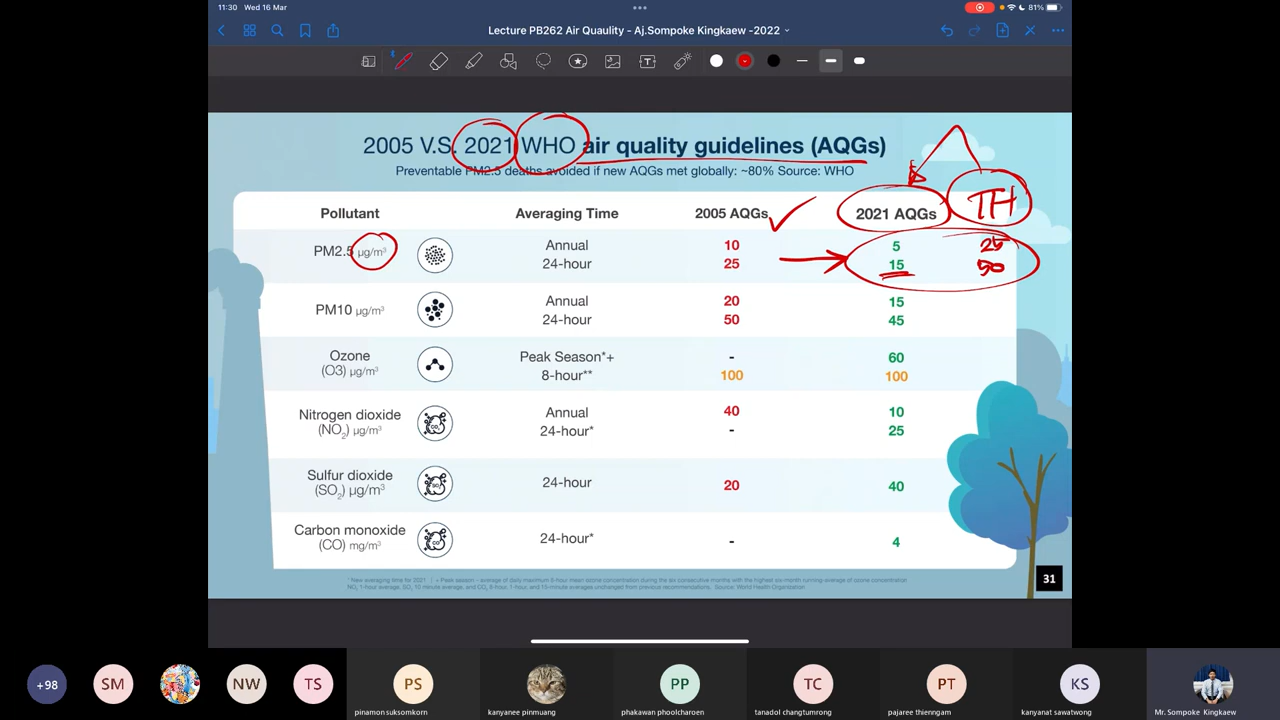 11:30 Wed 16 Mar
81%
Lecture PB262 Air Quaulity - Aj.Sompoke Kingkaew -2022
2005 V.S. 2021 WHO air quality guidelines (AQGs)
Preventable PM2.5 deaths avoided if new AQGs met globally: ~80% Source: WHO
TH
Pollutant Averaging Time 2005 AQGs 2021 AQGs
PM2.5 µg/m³ Annual 10 5 25
24-hour 25 15 50
PM10 µg/m³ Annual 20 15
24-hour 50 45
Ozone (O3) µg/m³ Peak Season*+ - 60
8-hour** 100 100
Nitrogen dioxide (NO₂) µg/m³ Annual 40 10
24-hour* - 25
Sulfur dioxide (SO₂) µg/m³ 24-hour 20 40
Carbon monoxide (CO) mg/m³ 24-hour* - 4
31
+98 SM NW TS PS PP TC PT KS
pinamon suksomkorn kanyanee pinmuang phakawan phoolcharoen tanadol changtumrong pajaree thienngam kanyanat sawatwong Mr. Sompoke Kingkaew